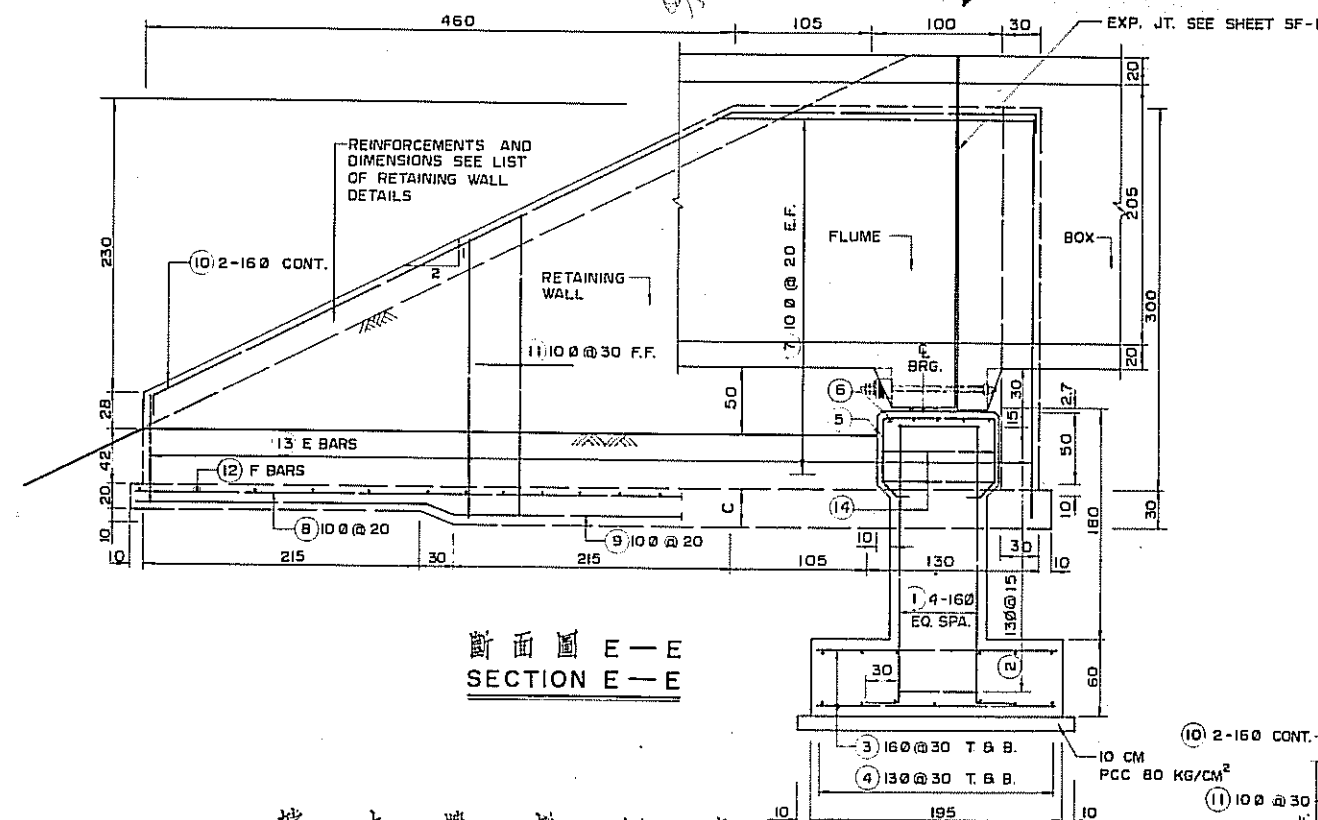 460
105
100
30
EXP. JT. SEE SHEET SF-
20
REINFORCEMENTS AND
DIMENSIONS SEE LIST
OF RETAINING WALL
DETAILS
230
205
300
FLUME
BOX
10 2-16Ø CONT.
1
2
RETAINING
WALL
7 10Ø@20 E.F.
11 10Ø@30 F.F.
20
BRG.
30
2.7
6
50
15
5
50
28
13 E BARS
42
12 F BARS
20
C
14
10
180
30
8 10Ø@20
9 10Ø@20
10
10
10
30
10
215
30
215
105
130
1 4-16Ø
EQ. SPA.
13Ø@15
2
斷面圖 E—E
SECTION E—E
30
60
3 16Ø@30 T. & B.
4 13Ø@30 T. & B.
10 CM
PCC 80 KG/CM²
10 2-16Ø CONT.
11 10Ø@30
10
195
10